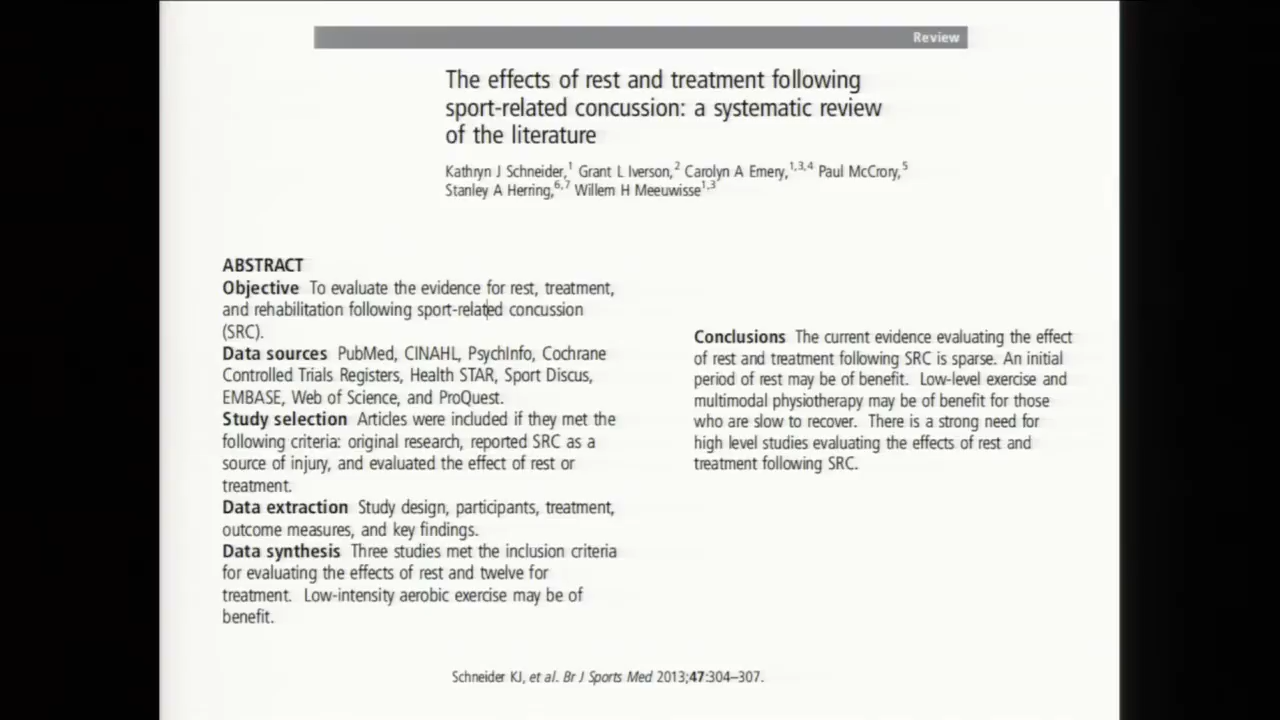 Review
The effects of rest and treatment following
sport-related concussion: a systematic review
of the literature
Kathryn J Schneider,1 Grant L Iverson,2 Carolyn A Emery,1,3,4 Paul McCrory,5
Stanley A Herring,6,7 Willem H Meeuwisse1,3
ABSTRACT
Objective To evaluate the evidence for rest, treatment,
and rehabilitation following sport-related concussion
(SRC).
Data sources PubMed, CINAHL, PsychInfo, Cochrane
Controlled Trials Registers, Health STAR, Sport Discus,
EMBASE, Web of Science, and ProQuest.
Study selection Articles were included if they met the
following criteria: original research, reported SRC as a
source of injury, and evaluated the effect of rest or
treatment.
Data extraction Study design, participants, treatment,
outcome measures, and key findings.
Data synthesis Three studies met the inclusion criteria
for evaluating the effects of rest and twelve for
treatment. Low-intensity aerobic exercise may be of
benefit.
Conclusions The current evidence evaluating the effect
of rest and treatment following SRC is sparse. An initial
period of rest may be of benefit. Low-level exercise and
multimodal physiotherapy may be of benefit for those
who are slow to recover. There is a strong need for
high level studies evaluating the effects of rest and
treatment following SRC.
Schneider KJ, et al. Br J Sports Med 2013;47:304–307.